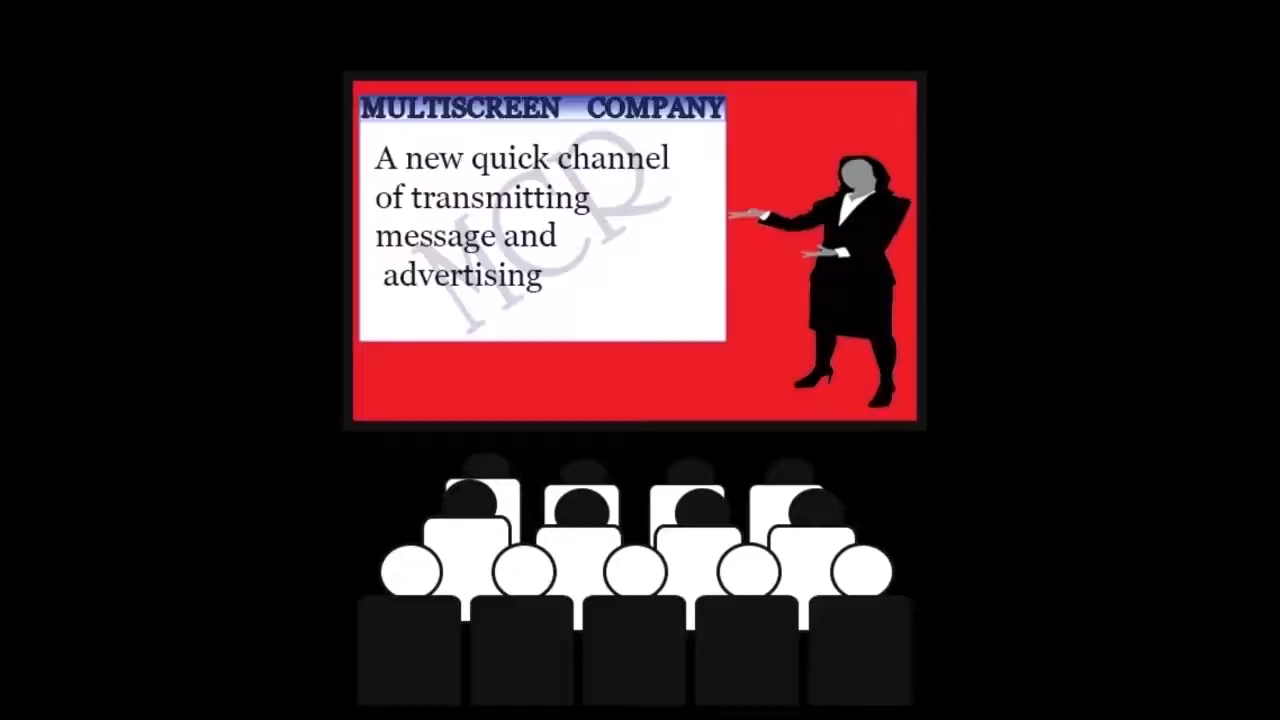 MULTISCREEN COMPANY
A new quick channel
of transmitting
message and
advertising
MCR